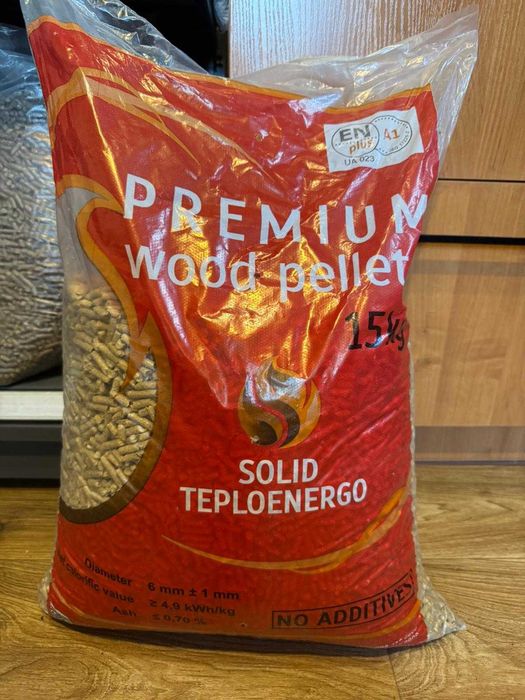 EN
plus
A1
UA 023
PREMIUM
wood pellet
15kg
SOLID
TEPLOENERGO
Diameter 6 mm ± 1 mm
calorific value ≥ 4,9 kWh/kg
Ash ≤ 0,70 %
NO ADDITIVES